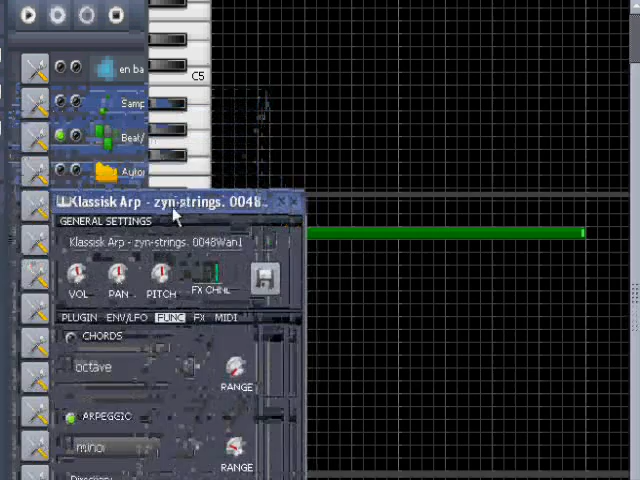 C5
en ba
Samp
Beat/
Autor
Klassisk Arp - zyn-strings. 0048..
GENERAL SETTINGS
Klassisk Arp - zyn-strings. 0048Wan1
VOL PAN PITCH FX CHNL
PLUGIN ENV/LFO FUNC FX MIDI
CHORDS
octave
RANGE
ARPEGGIO
minor
RANGE
Direction